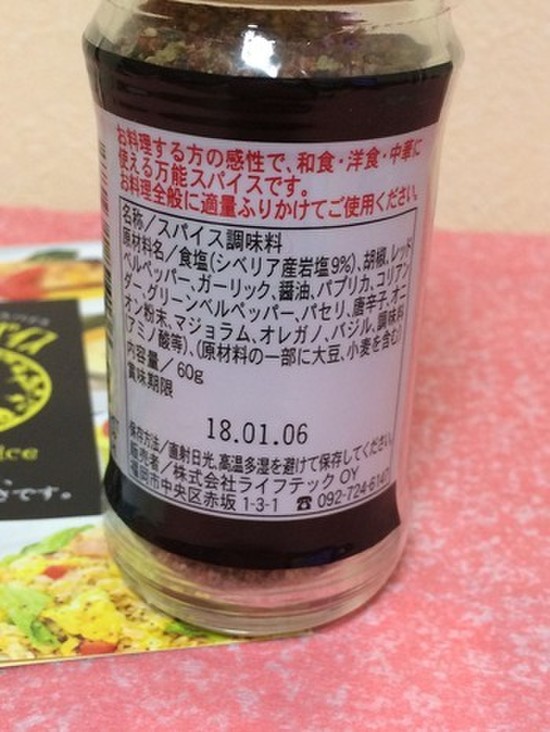 お料理する方の感性で、和食・洋食・中華に
使える万能スパイスです。
お料理全般に適量ふりかけてご使用ください。
名称/スパイス調味料
原材料名/食塩(シベリア産岩塩9%)、胡椒、レッド
ベルペッパー、ガーリック、醤油、パプリカ、コリアン
ダー、グリーンベルペッパー、パセリ、唐辛子、オニ
オン粉末、マジョラム、オレガノ、バジル、調味料
(アミノ酸等)、(原材料の一部に大豆、小麦を含む)
内容量/60g
賞味期限
18.01.06
保存方法/直射日光、高温多湿を避けて保存してください。
販売者/株式会社ライフテック OY
福岡市中央区赤坂 1-3-1 ☎092-724-6147
です。